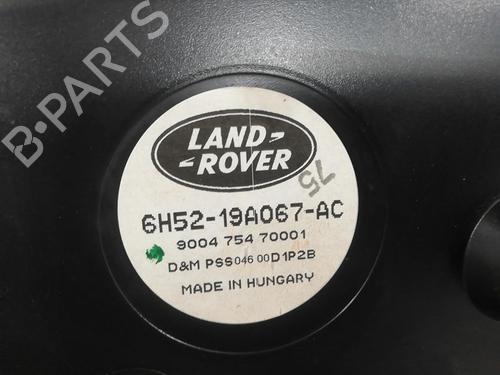 B-PARTS
LAND-
-ROVER
75
6H52-19A067-AC
9004 754 70001
D&M PSS046 00D1P2B
MADE IN HUNGARY